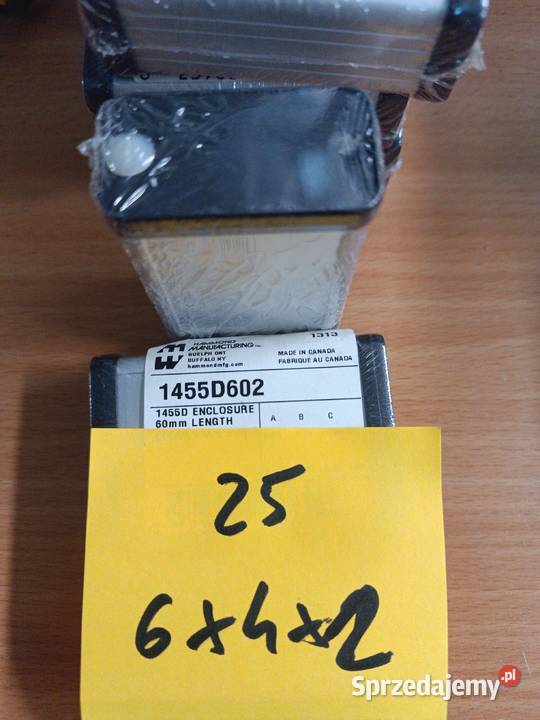 1313
HAMMOND
MANUFACTURING
GUELPH ONT
BUFFALO NY
hammondmfg.com
MADE IN CANADA
FABRIQUE AU CANADA
1455D602
1455D ENCLOSURE
60mm LENGTH
A B C
25
6x4x2
Sprzedajemy.pl